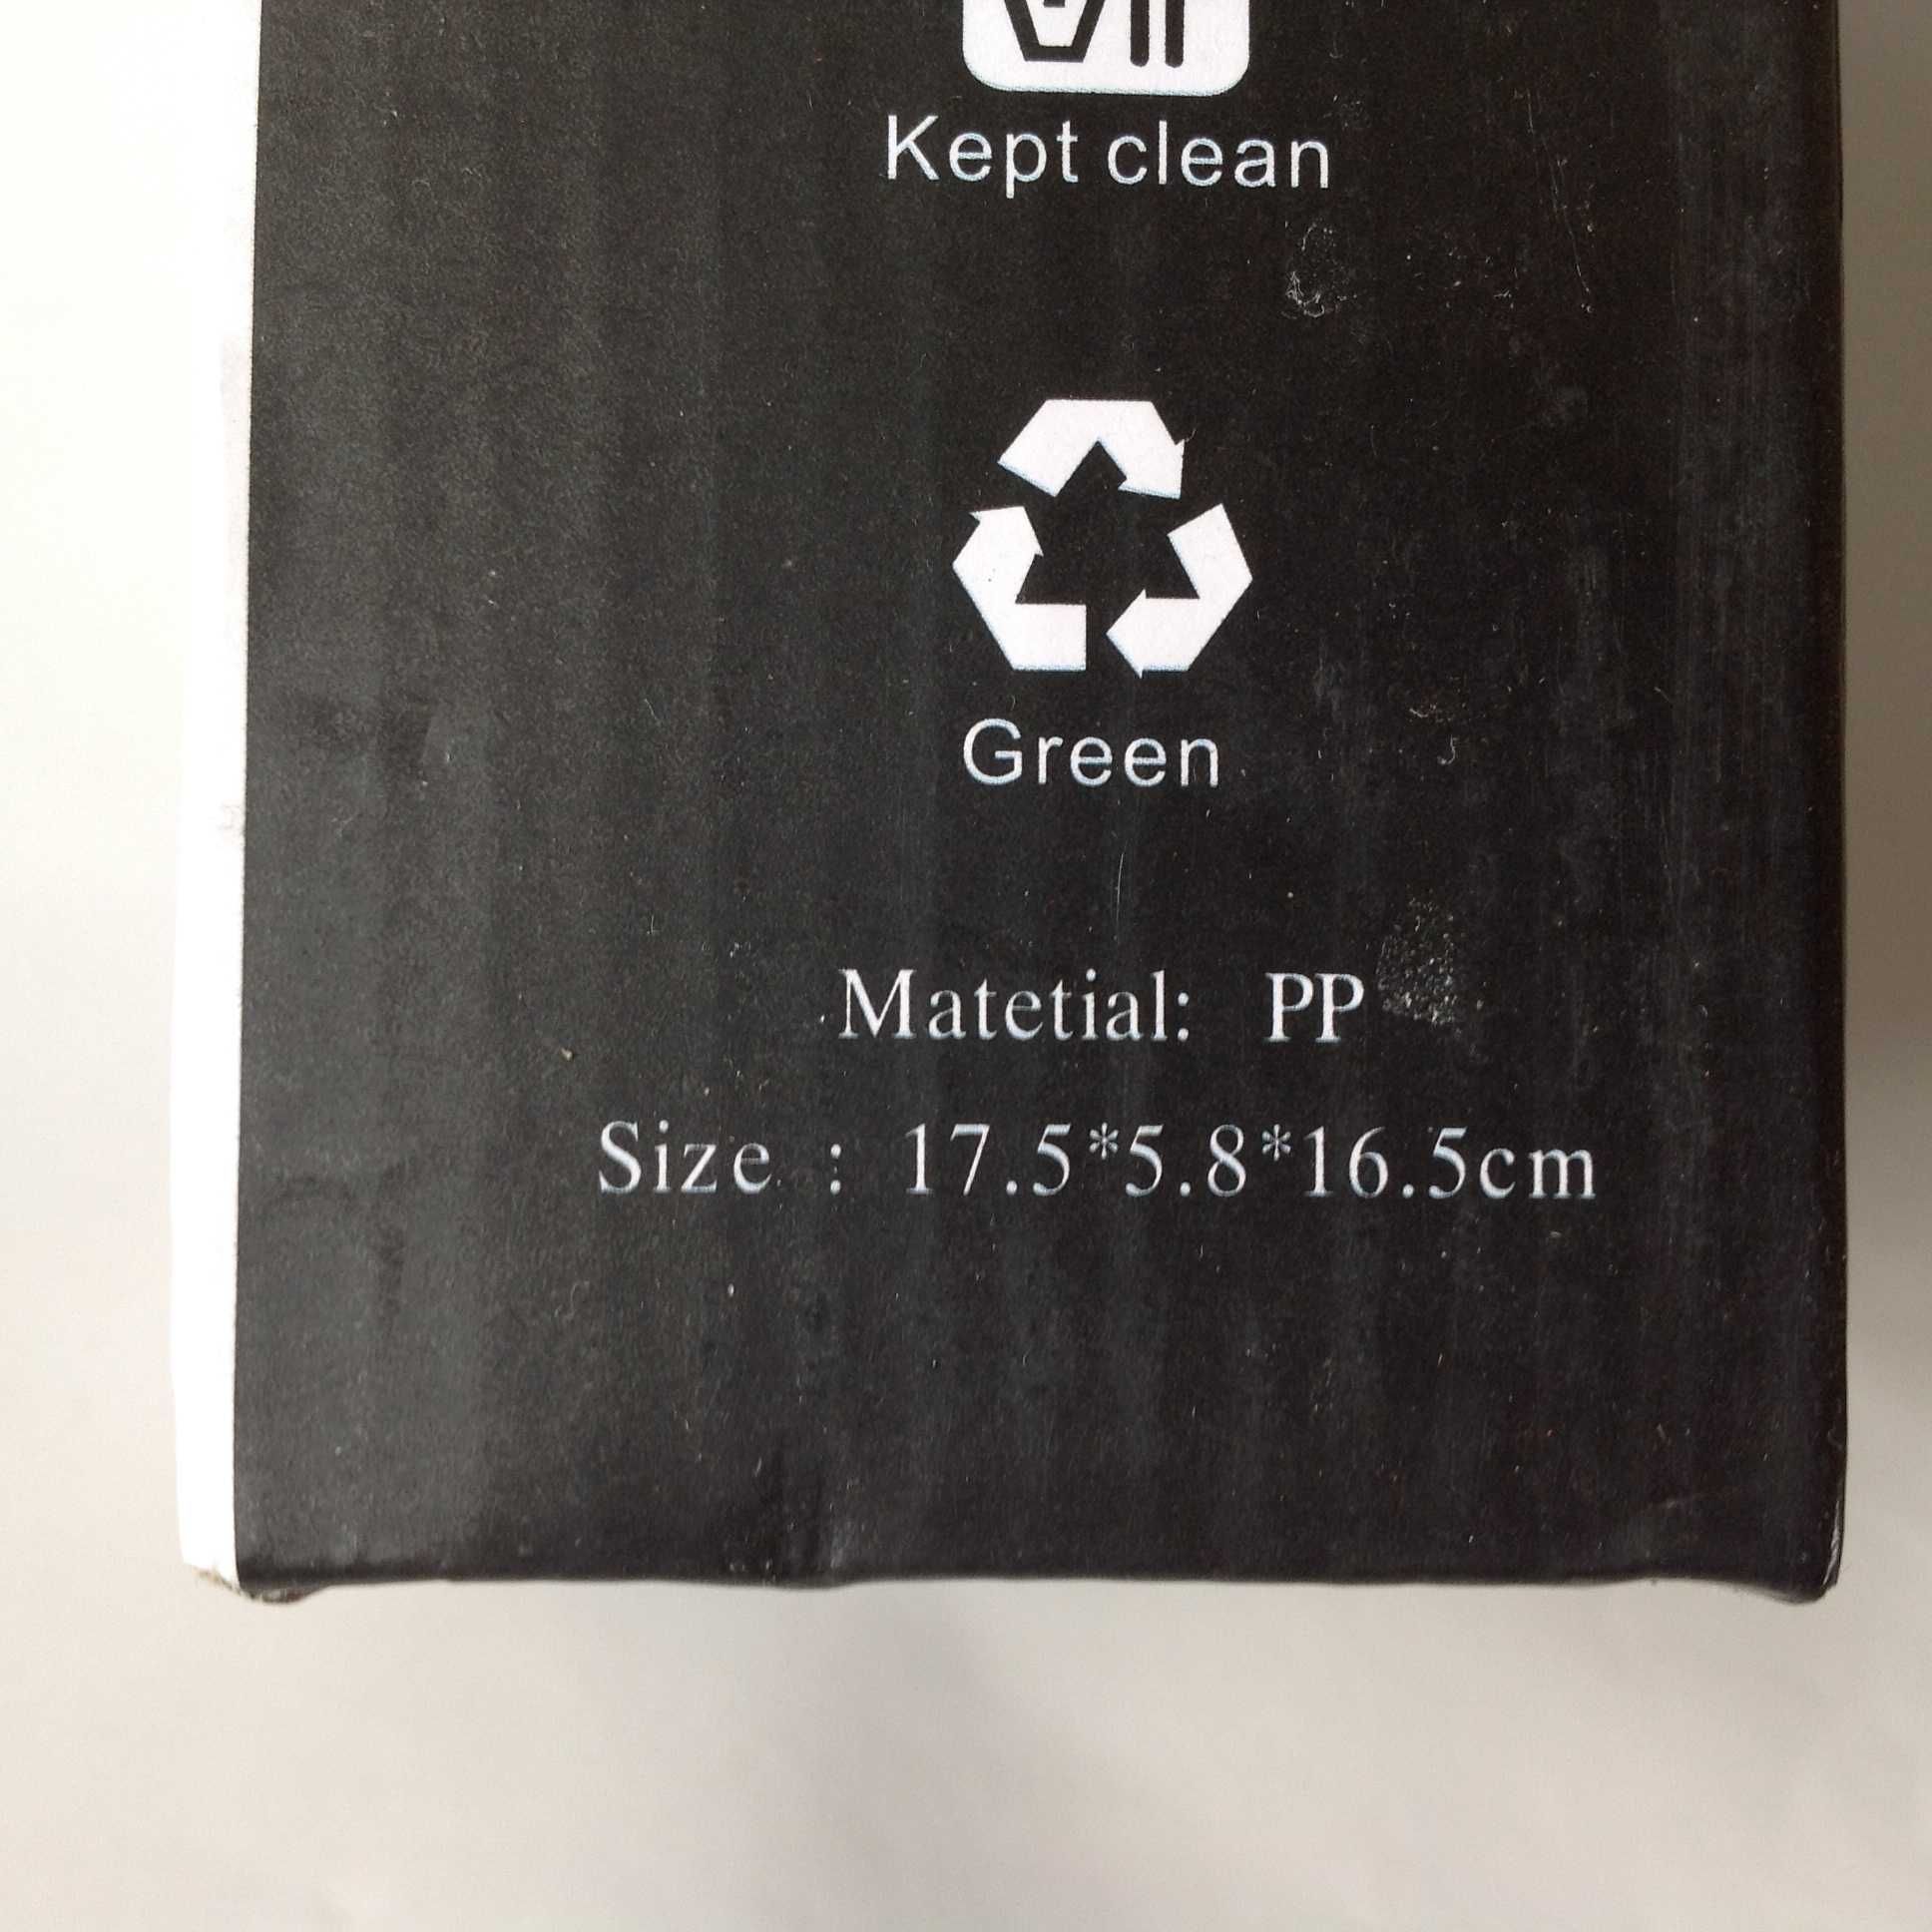 Kept clean
Green
Matetial: PP
Size : 17.5*5.8*16.5cm